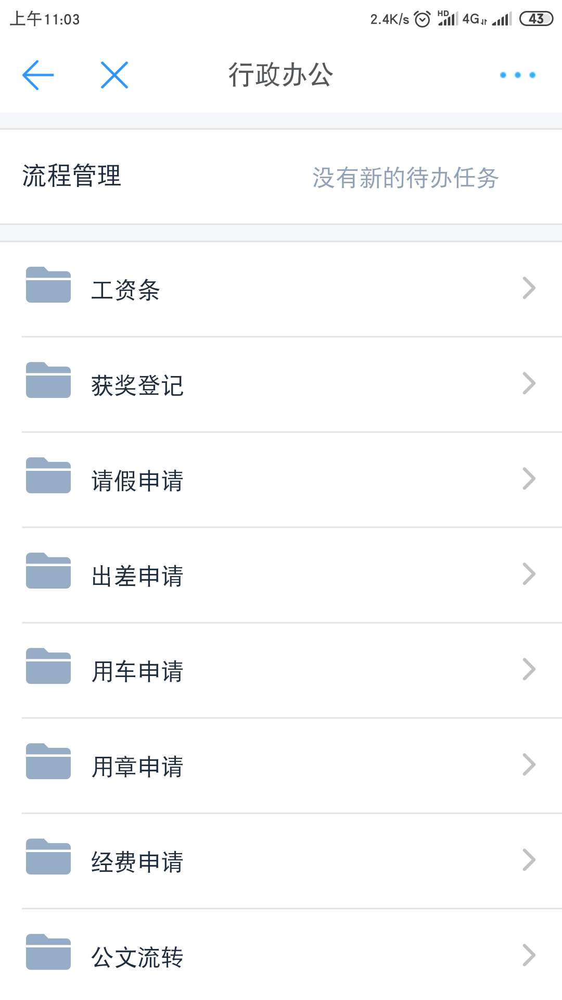 上午11:03 2.4K/s HD 4G 43
行政办公
流程管理 没有新的待办任务
工资条
获奖登记
请假申请
出差申请
用车申请
用章申请
经费申请
公文流转